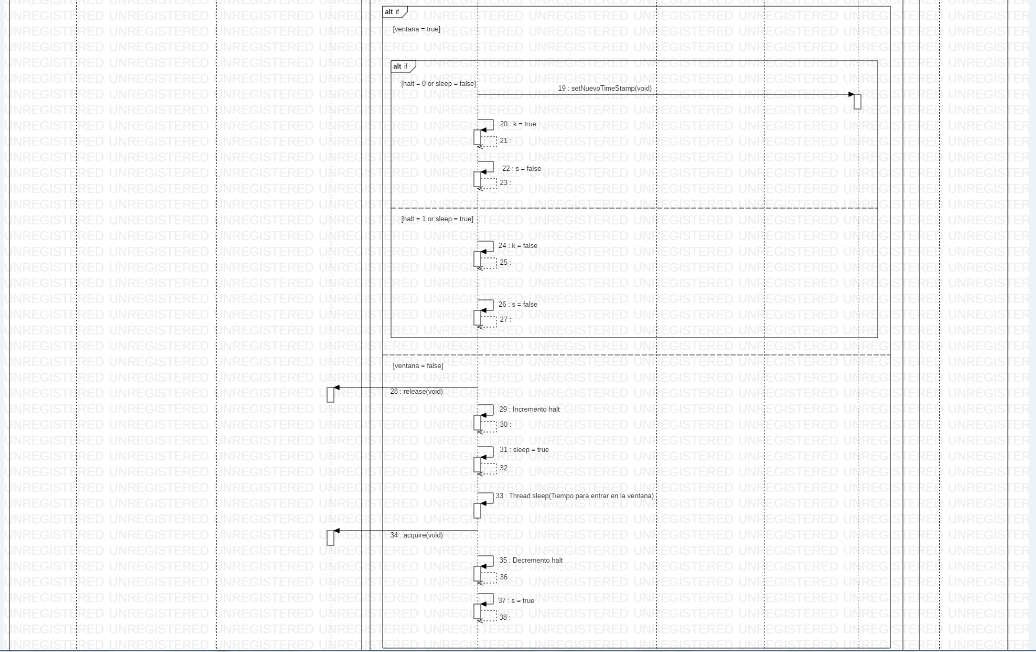 alt if
[ventana = true]
alt if
[halt = 0 or sleep = false]
19 : setNuevoTimeStamp(void)
20 : k = true
21 :
22 : s = false
23 :
[halt = 1 or sleep = true]
24 : k = false
25 :
26 : s = false
27 :
[ventana = false]
28 : release(void)
29 : Incremento halt
30 :
31 : sleep = true
32
33 : Thread.sleep(Tiempo para entrar en la ventana)
34 : acquire(void)
35 : Decremento halt
36
37 : s = true
38 :
UNREGISTERED